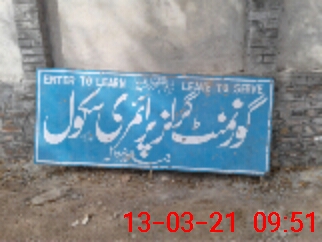 ENTER TO LEARN LEAVE TO SERVE
گورنمنٹ گرلز پرائمری سکول
13-03-21 09:51